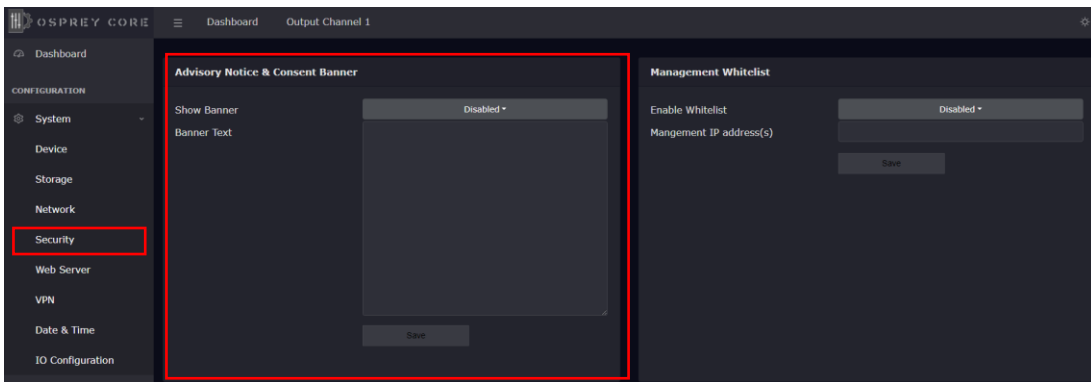 OSPREY CORE
Dashboard
Output Channel 1
Dashboard
CONFIGURATION
System
Device
Storage
Network
Security
Web Server
VPN
Date & Time
IO Configuration
Advisory Notice & Consent Banner
Show Banner
Disabled
Banner Text
Save
Management Whitelist
Enable Whitelist
Disabled
Mangement IP address(s)
Save